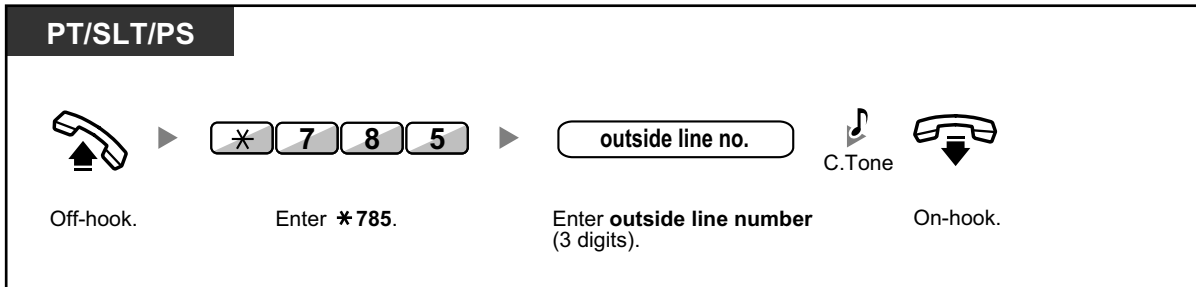 PT/SLT/PS
* 7 8 5
outside line no.
C.Tone
Off-hook.
Enter *785.
Enter outside line number
(3 digits).
On-hook.